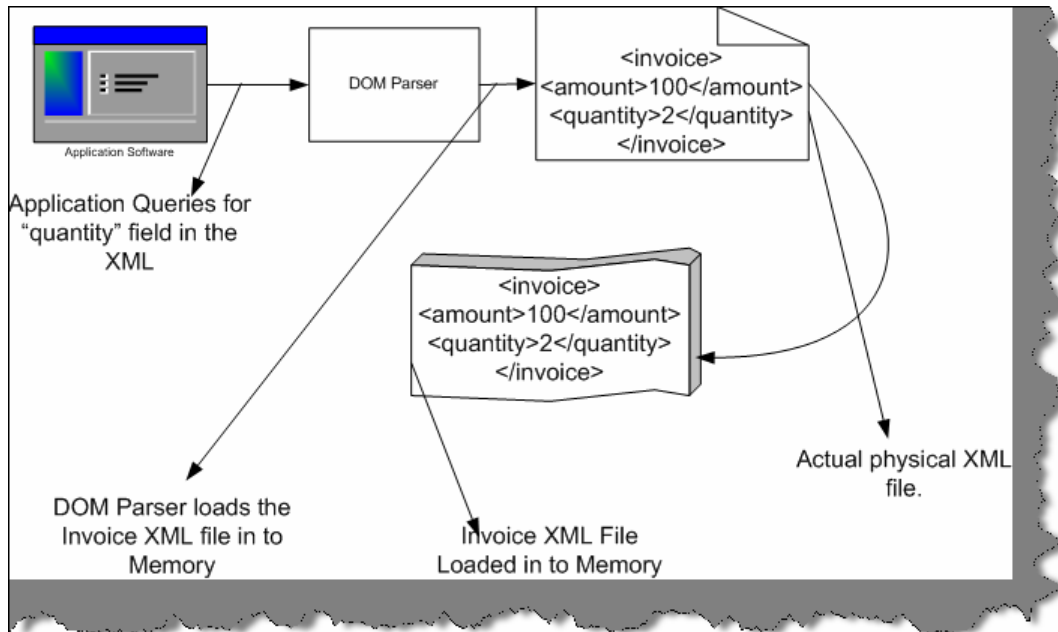 DOM Parser
<invoice>
<amount>100</amount>
<quantity>2</quantity>
</invoice>
Application Software
Application Queries for
“quantity” field in the
XML
<invoice>
<amount>100</amount>
<quantity>2</quantity>
</invoice>
Actual physical XML
file.
DOM Parser loads the
Invoice XML file in to
Memory
Invoice XML File
Loaded in to Memory